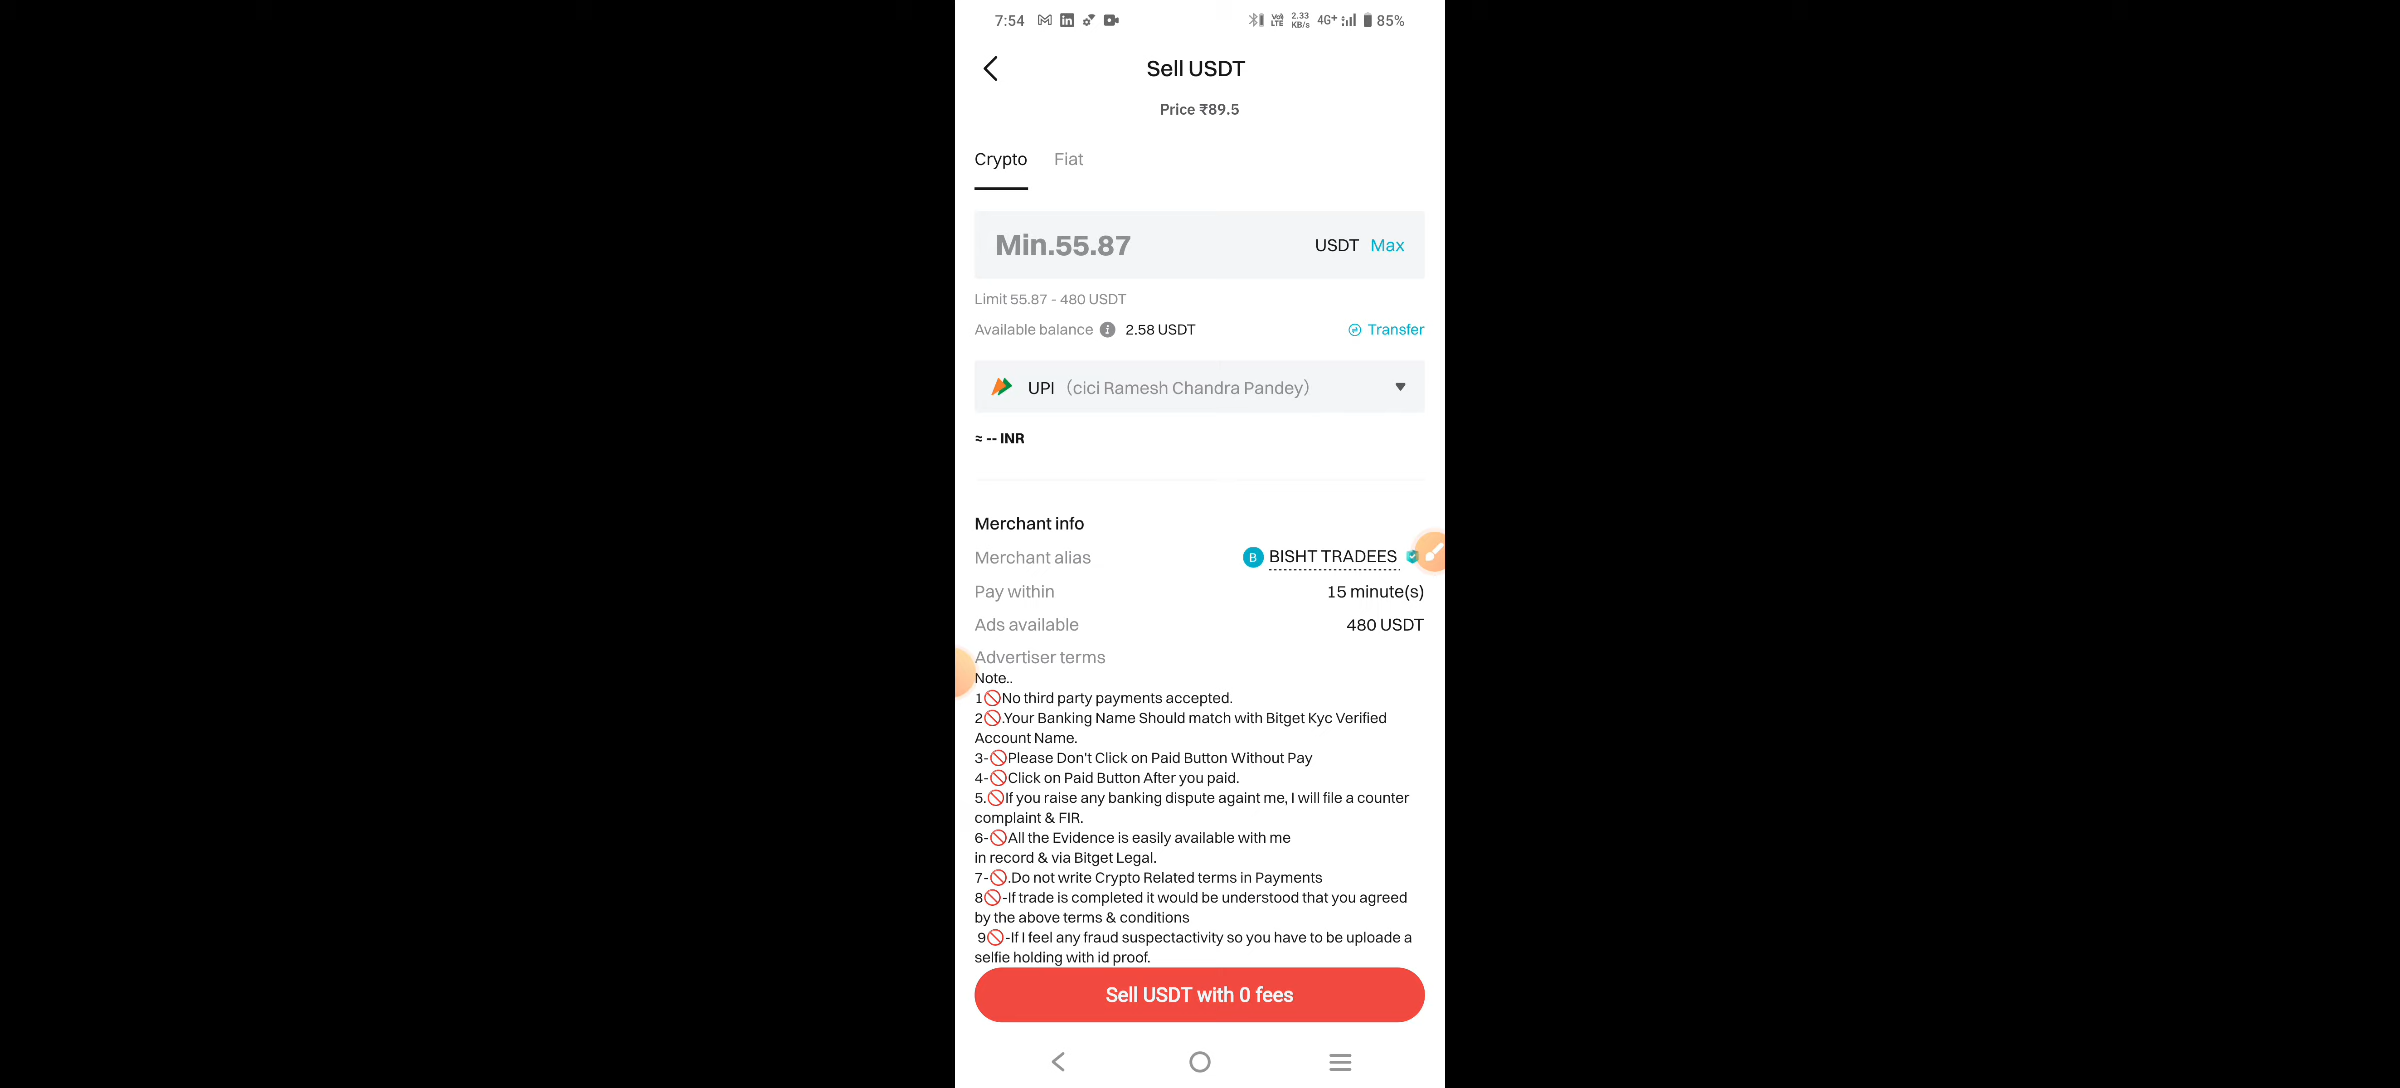 7:54 2.33 KB/s 4G+ 85%
Sell USDT
Price ₹89.5
Crypto Fiat
Min.55.87 USDT Max
Limit 55.87 - 480 USDT
Available balance 2.58 USDT Transfer
UPI (cici Ramesh Chandra Pandey)
≈ -- INR
Merchant info
Merchant alias B BISHT TRADEES
Pay within 15 minute(s)
Ads available 480 USDT
Advertiser terms
Note..
1🚫No third party payments accepted.
2🚫.Your Banking Name Should match with Bitget Kyc Verified
Account Name.
3-🚫Please Don't Click on Paid Button Without Pay
4-🚫Click on Paid Button After you paid.
5.🚫If you raise any banking dispute againt me, I will file a counter
complaint & FIR.
6-🚫All the Evidence is easily available with me
in record & via Bitget Legal.
7-🚫.Do not write Crypto Related terms in Payments
8🚫-If trade is completed it would be understood that you agreed
by the above terms & conditions
9🚫-If I feel any fraud suspectactivity so you have to be uploade a
selfie holding with id proof.
Sell USDT with 0 fees